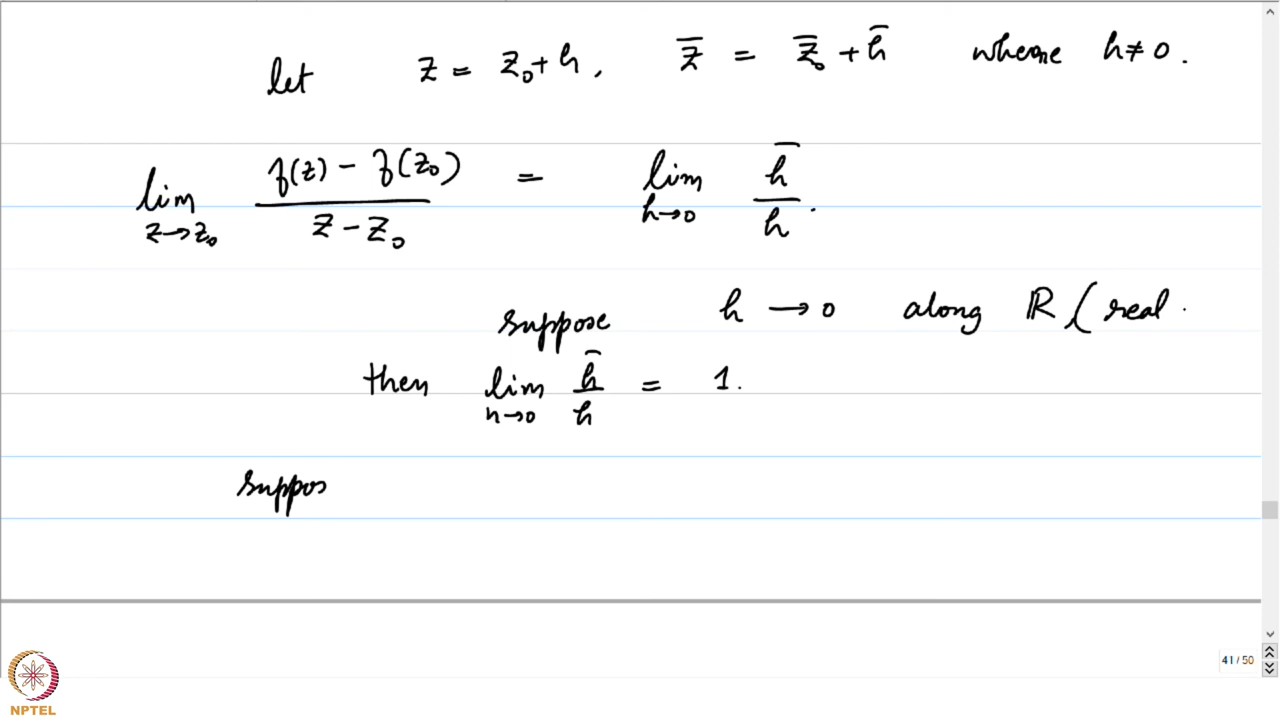 let z = z₀ + h, z̅ = z̅₀ + h̅ where h ≠ 0.
lim_{z→z₀} (f(z) - f(z₀)) / (z - z₀) = lim_{h→0} h̅ / h.
suppose h → 0 along ℝ (real.
then lim_{h→0} h̅ / h = 1.
suppos
41 / 50
NPTEL